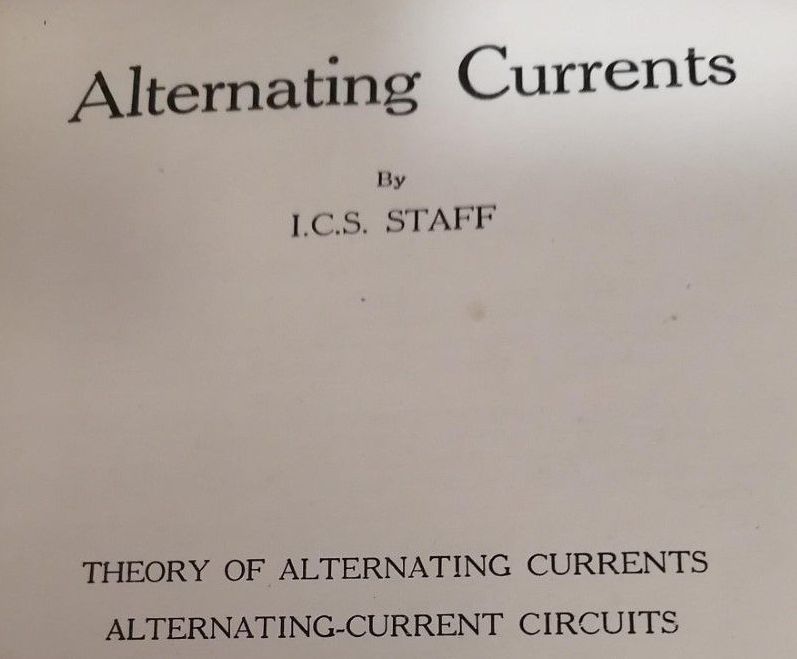 Alternating Currents
By
I.C.S. STAFF
THEORY OF ALTERNATING CURRENTS
ALTERNATING-CURRENT CIRCUITS